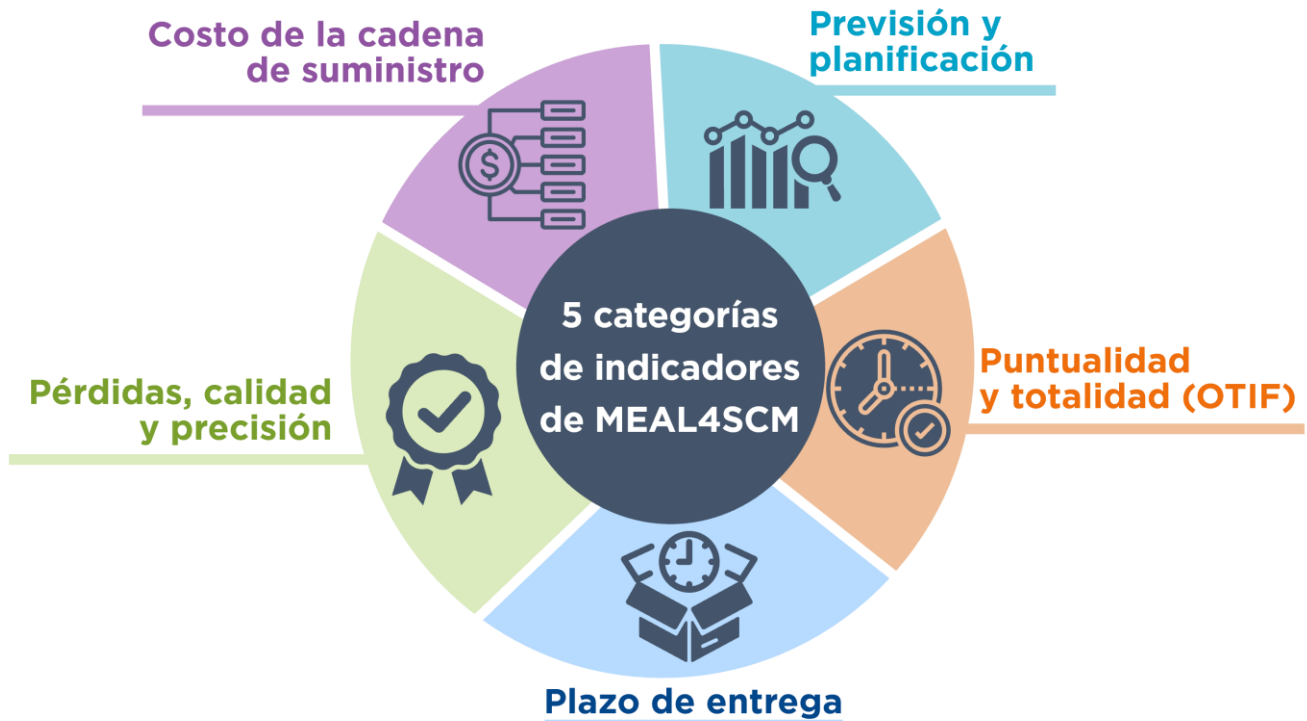 Costo de la cadena
de suministro
Previsión y
planificación
5 categorías
de indicadores
de MEAL4SCM
Puntualidad
y totalidad (OTIF)
Pérdidas, calidad
y precisión
Plazo de entrega